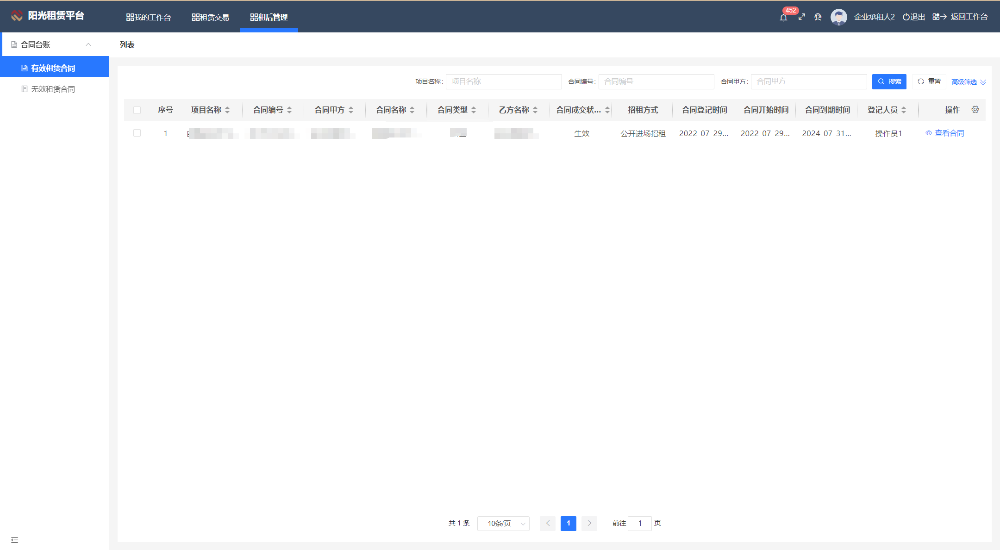 阳光租赁平台
我的工作台 租赁交易 租后管理
452
企业承租人2 退出 返回工作台
合同台账
有效租赁合同
无效租赁合同
列表
项目名称: 项目名称 合同编号: 合同编号 合同甲方: 合同甲方 搜索 重置 高级筛选
序号 项目名称 合同编号 合同甲方 合同名称 合同类型 乙方名称 合同成交状... 招租方式 合同登记时间 合同开始时间 合同到期时间 登记人员 操作
1 生效 公开进场招租 2022-07-29... 2022-07-29... 2024-07-31... 操作员1 查看合同
共 1 条 10条/页 1 前往 1 页